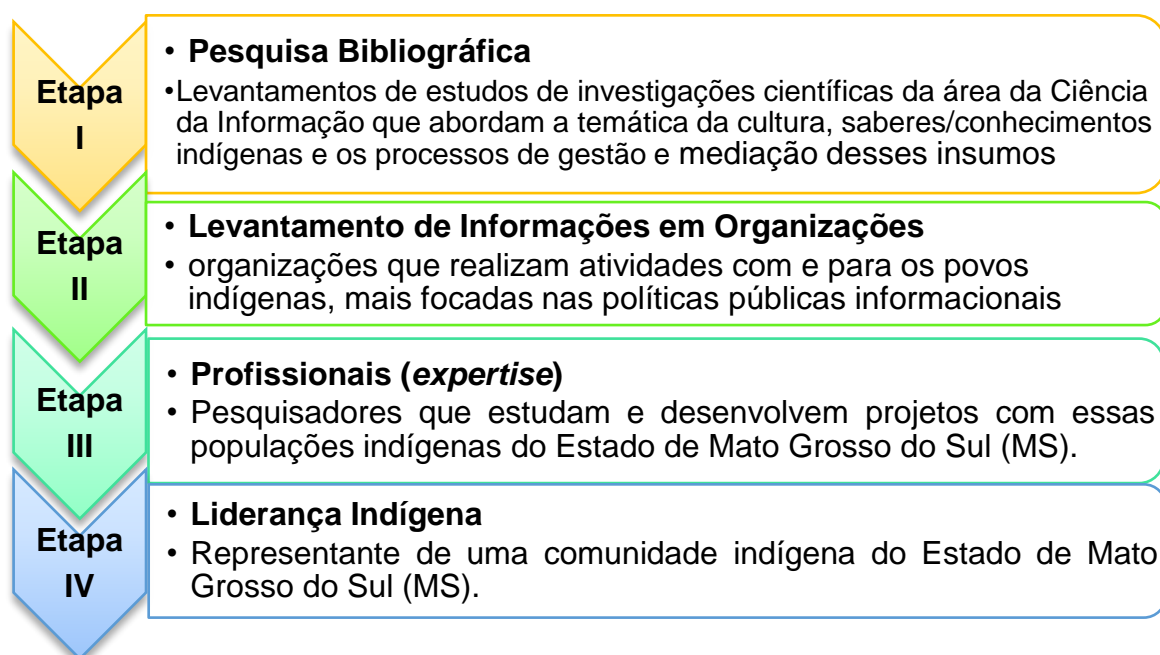 Etapa
I
• Pesquisa Bibliográfica
•Levantamentos de estudos de investigações científicas da área da Ciência
da Informação que abordam a temática da cultura, saberes/conhecimentos
indígenas e os processos de gestão e mediação desses insumos
Etapa
II
• Levantamento de Informações em Organizações
• organizações que realizam atividades com e para os povos
indígenas, mais focadas nas políticas públicas informacionais
Etapa
III
• Profissionais (expertise)
• Pesquisadores que estudam e desenvolvem projetos com essas
populações indígenas do Estado de Mato Grosso do Sul (MS).
Etapa
IV
• Liderança Indígena
• Representante de uma comunidade indígena do Estado de Mato
Grosso do Sul (MS).